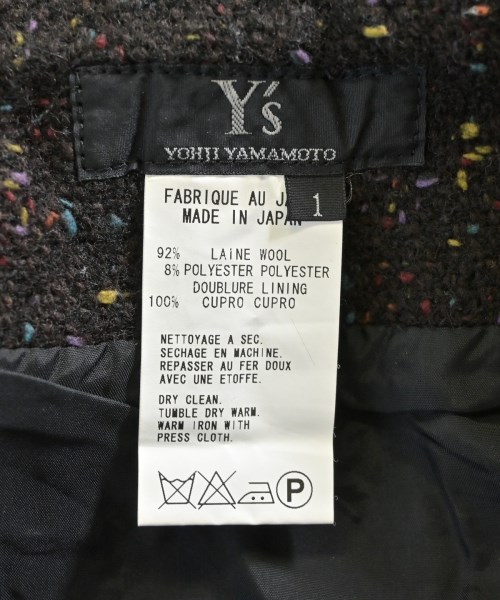 Y's
YOHJI YAMAMOTO
1
FABRIQUE AU JA
MADE IN JAPAN
92% LAINE WOOL
8% POLYESTER POLYESTER
DOUBLURE LINING
100% CUPRO CUPRO
NETTOYAGE A SEC.
SECHAGE EN MACHINE.
REPASSER AU FER DOUX
AVEC UNE ETOFFE.
DRY CLEAN.
TUMBLE DRY WARM.
WARM IRON WITH
PRESS CLOTH.
P